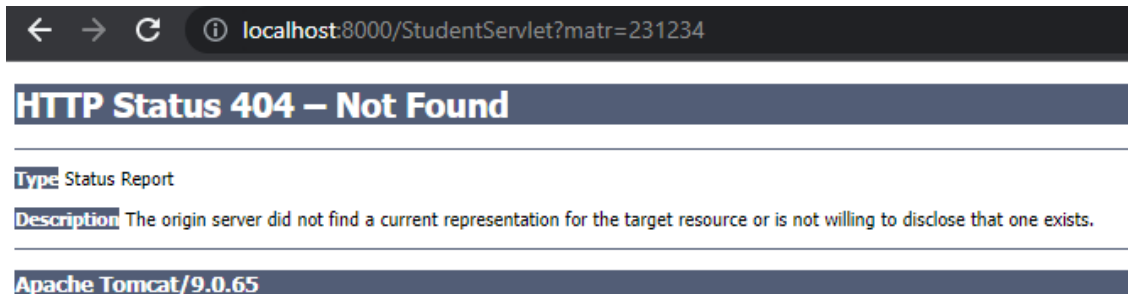 localhost:8000/StudentServlet?matr=231234
HTTP Status 404 – Not Found
Type Status Report
Description The origin server did not find a current representation for the target resource or is not willing to disclose that one exists.
Apache Tomcat/9.0.65